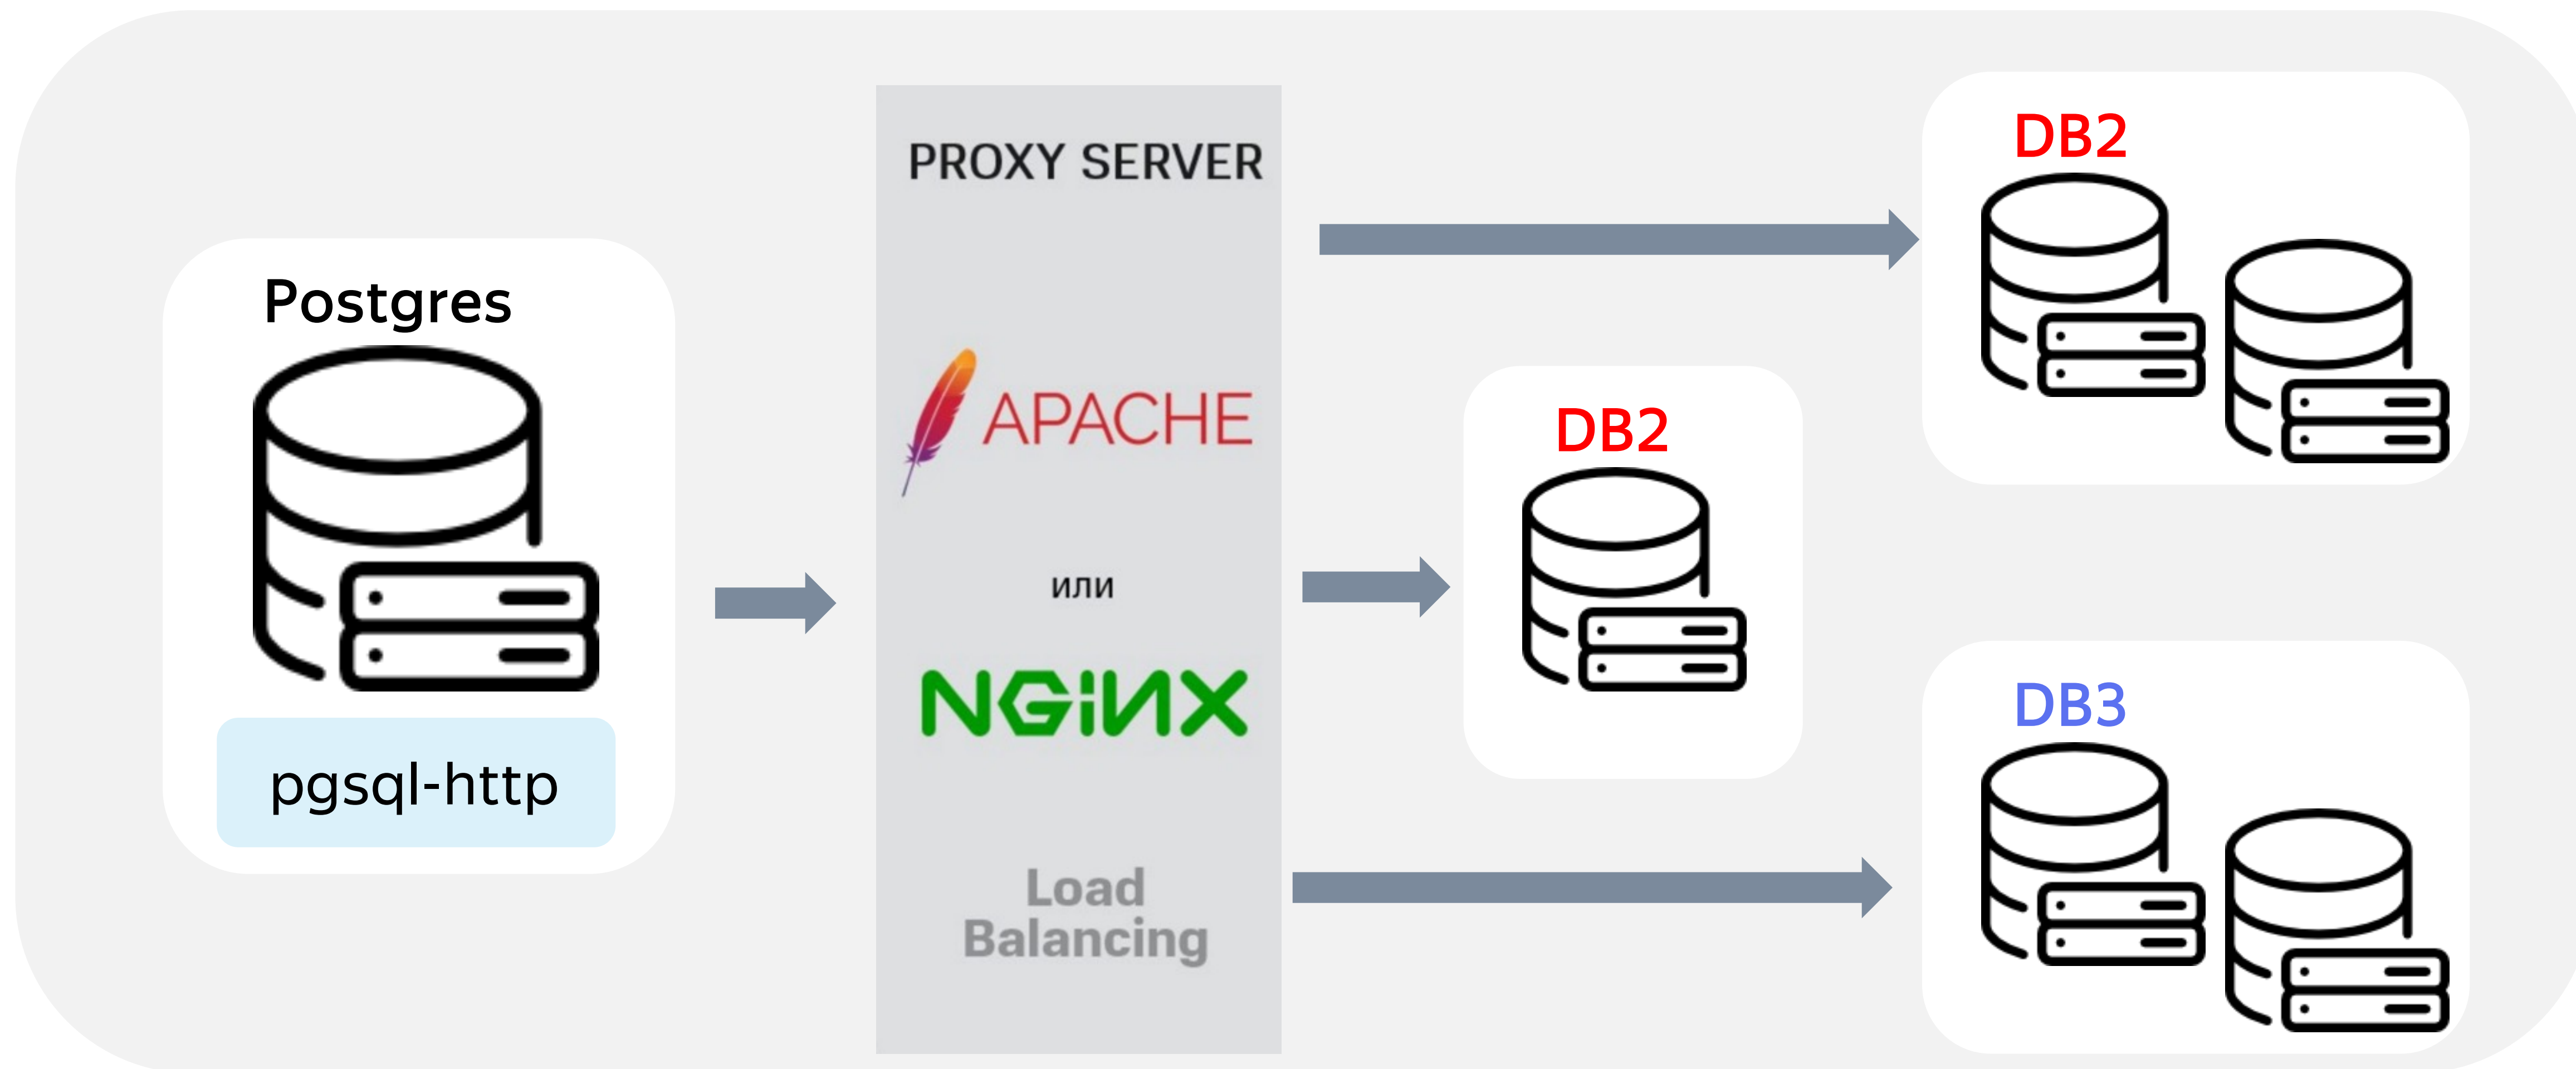 Postgres
pgsql-http
PROXY SERVER
APACHE
или
NGINX
Load
Balancing
DB2
DB2
DB3